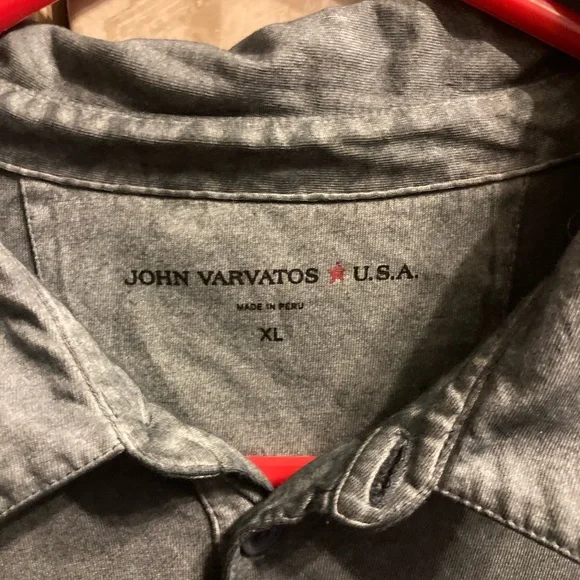 JOHN VARVATOS ★ U.S.A.
MADE IN PERU
XL